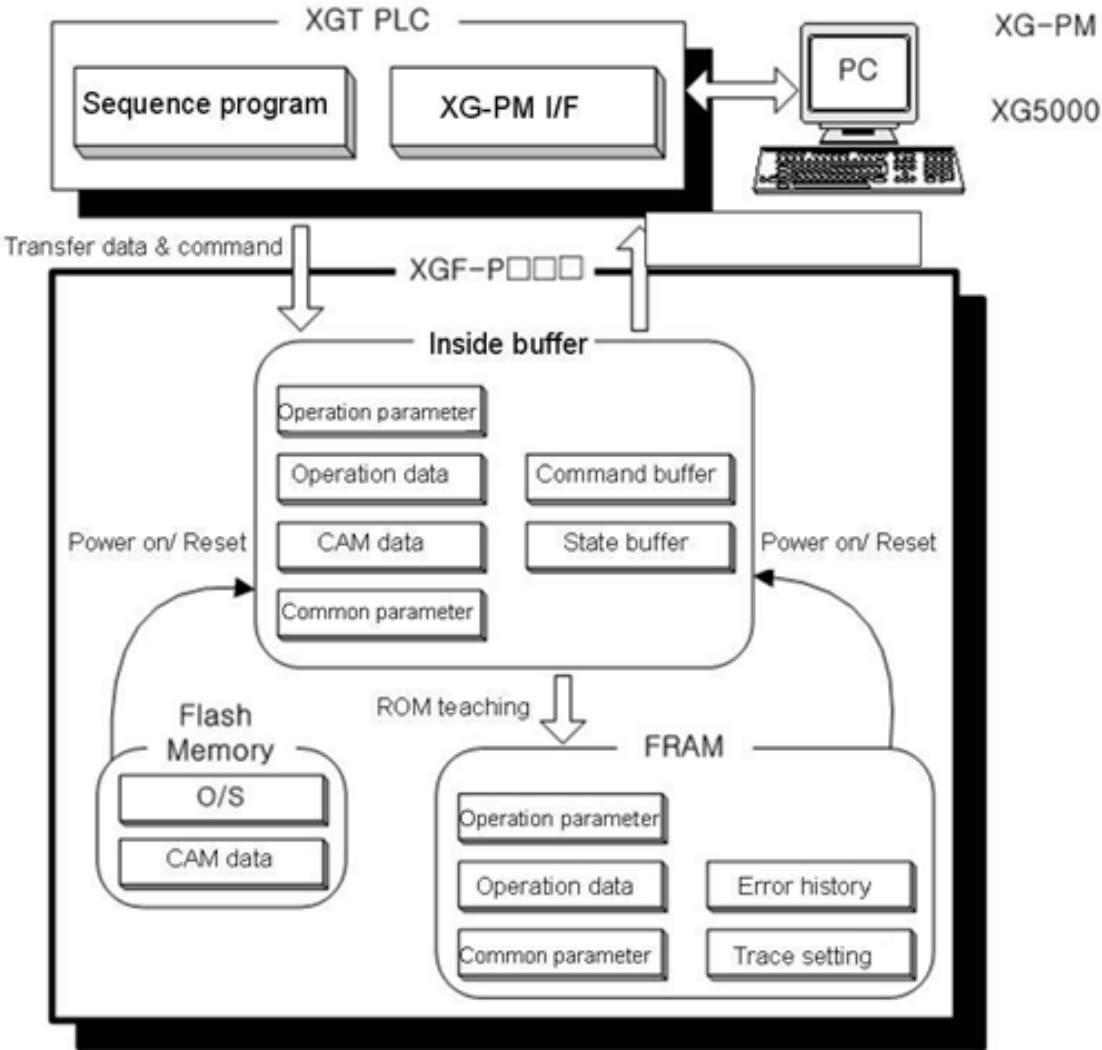 XGT PLC
XG-PM
Sequence program
XG-PM I/F
PC
XG5000
Transfer data & command
XGF-P□□□
Inside buffer
Operation parameter
Operation data
Command buffer
Power on/ Reset
CAM data
State buffer
Power on/ Reset
Common parameter
ROM teaching
Flash
Memory
FRAM
O/S
CAM data
Operation parameter
Operation data
Error history
Common parameter
Trace setting